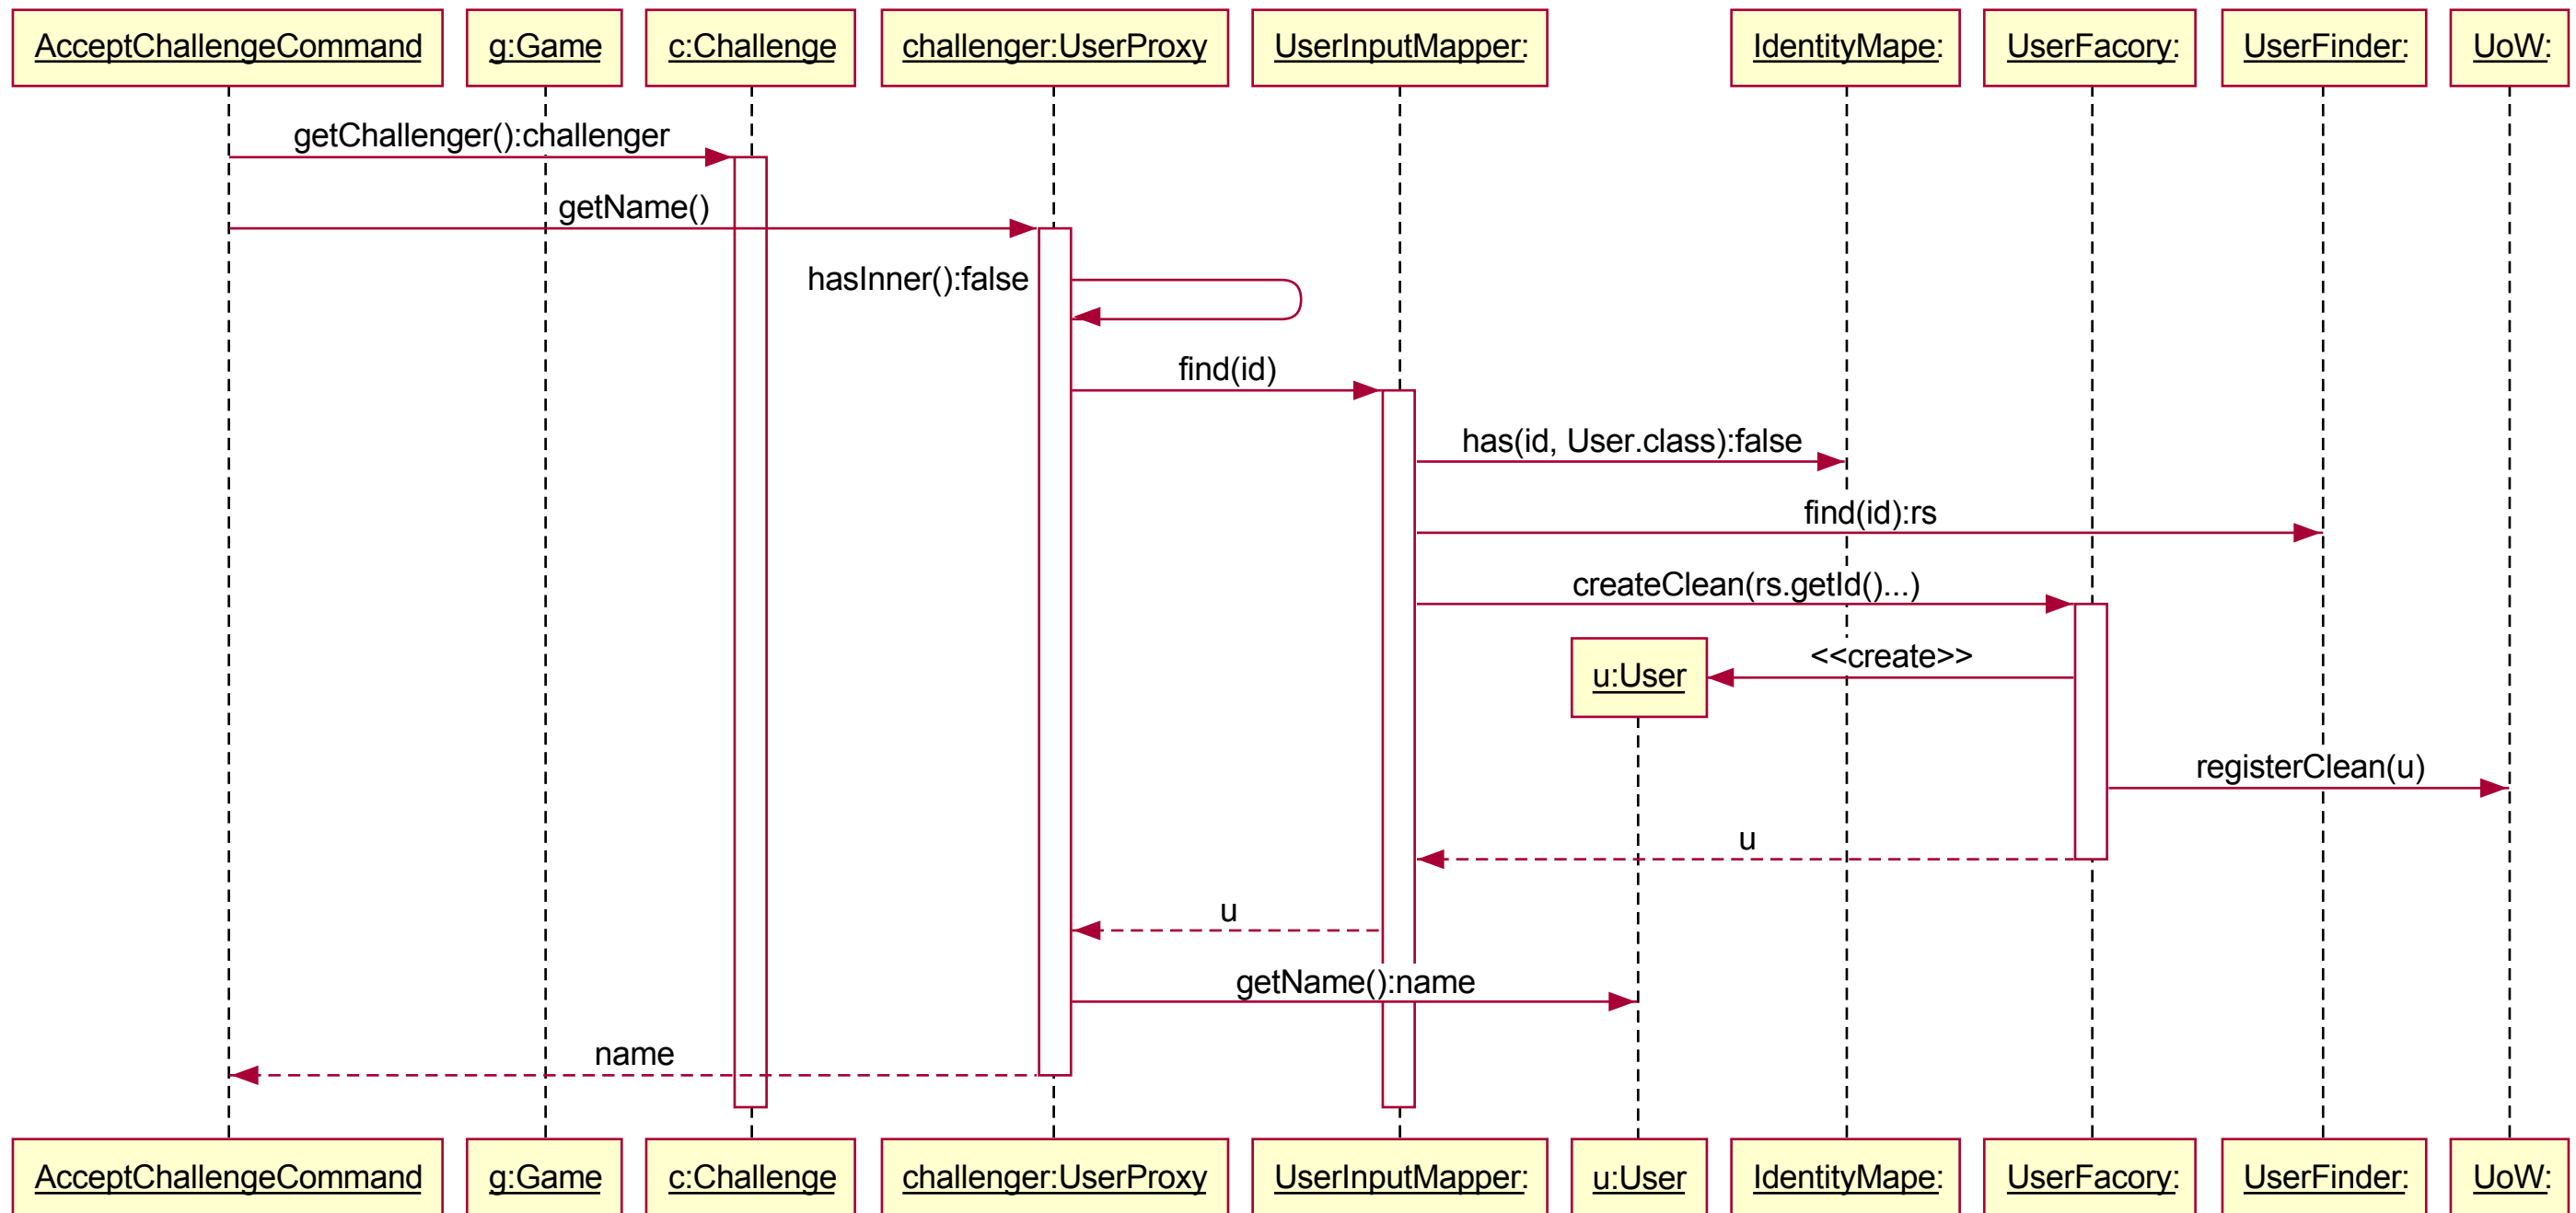 AcceptChallengeCommand
g:Game
c:Challenge
challenger:UserProxy
UserInputMapper:
IdentityMape:
UserFacory:
UserFinder:
UoW:
getChallenger():challenger
getName()
hasInner():false
find(id)
has(id, User.class):false
find(id):rs
createClean(rs.getId()...)
<<create>>
u:User
registerClean(u)
u
u
getName():name
name
AcceptChallengeCommand
g:Game
c:Challenge
challenger:UserProxy
UserInputMapper:
u:User
IdentityMape:
UserFacory:
UserFinder:
UoW: